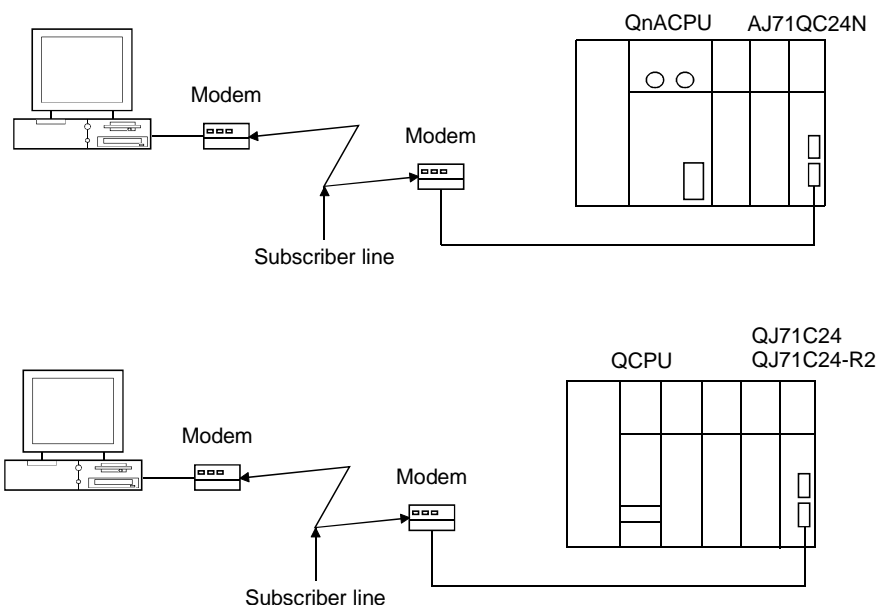 QnACPU AJ71QC24N
Modem
Modem
Subscriber line
QJ71C24
QCPU QJ71C24-R2
Modem
Modem
Subscriber line